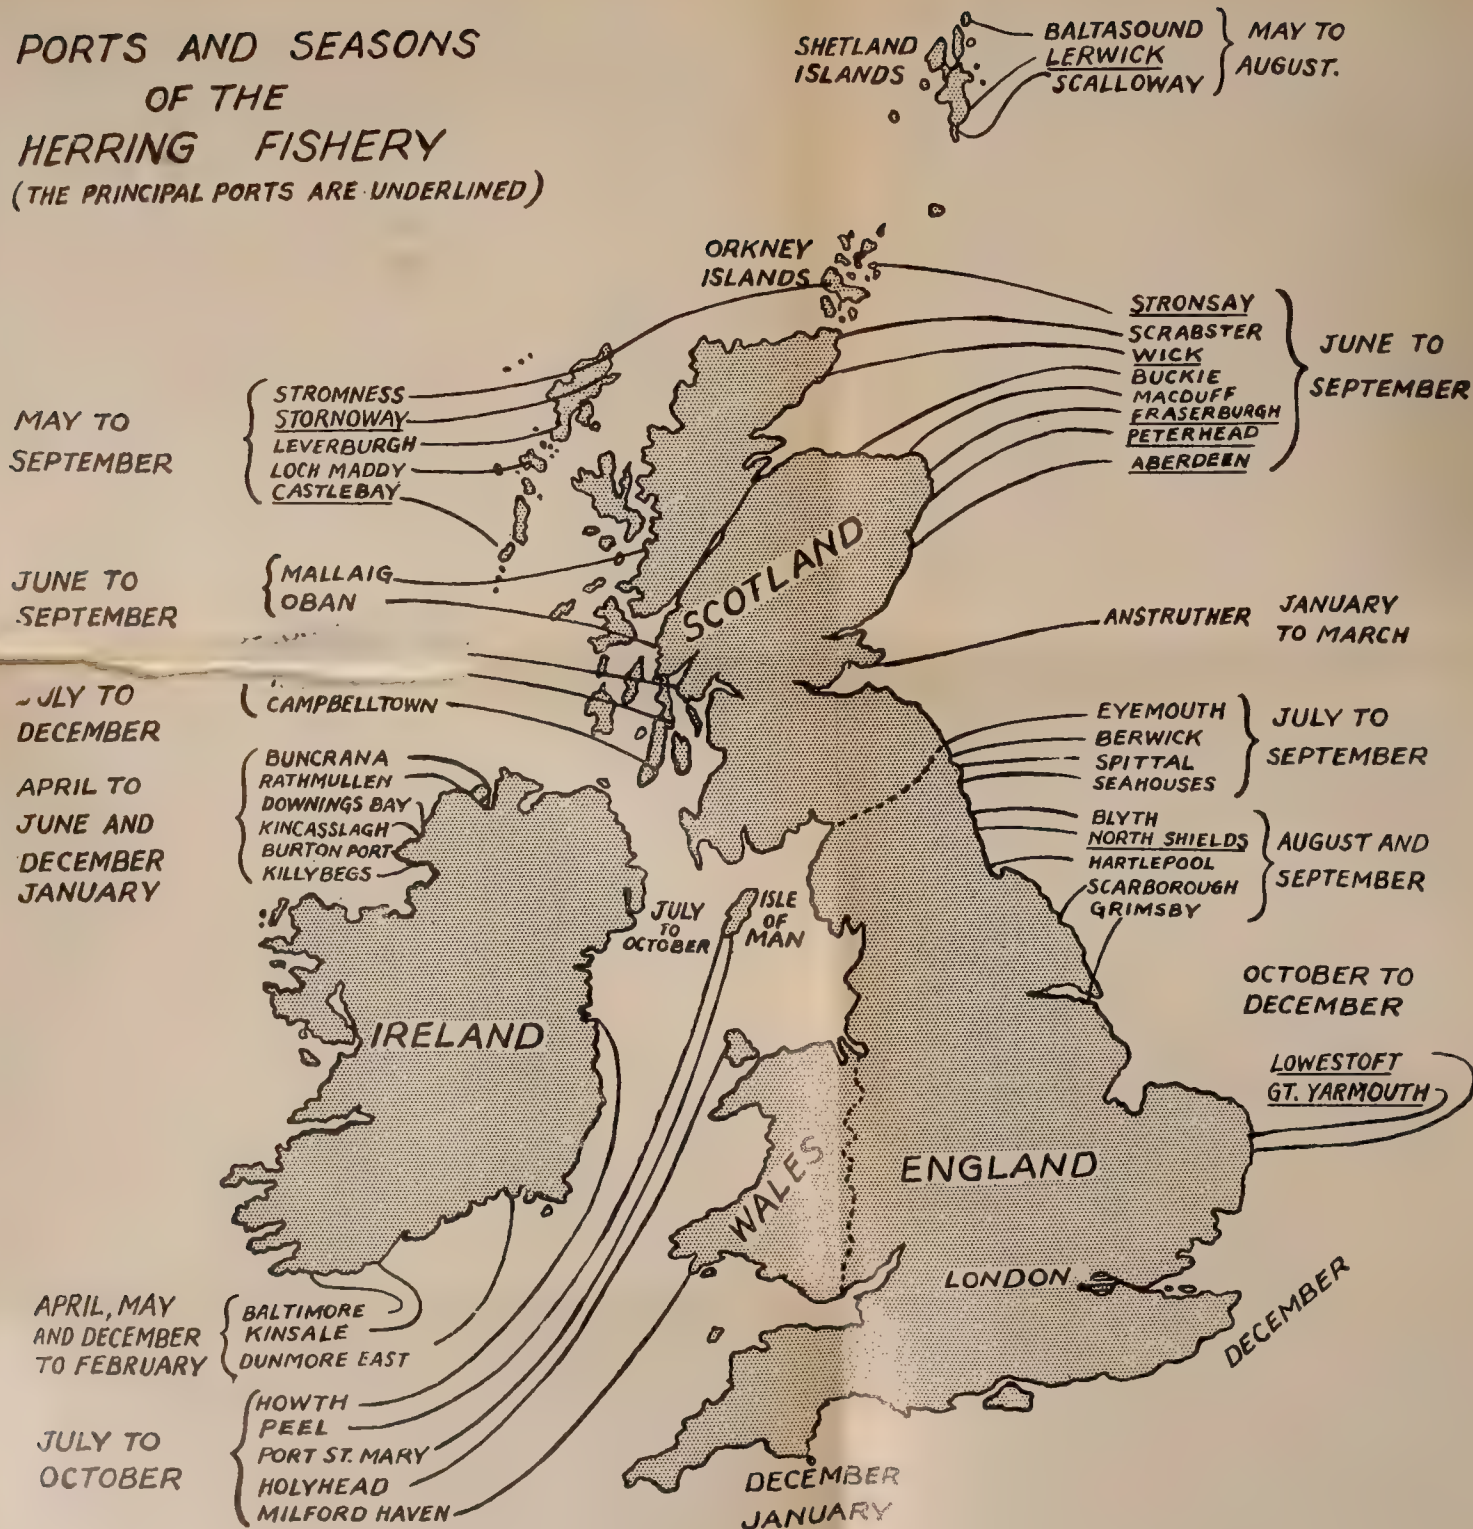 PORTS AND SEASONS
OF THE
HERRING FISHERY
(THE PRINCIPAL PORTS ARE UNDERLINED)
SHETLAND
ISLANDS
BALTASOUND
LERWICK
SCALLOWAY
MAY TO
AUGUST.
ORKNEY
ISLANDS
STRONSAY
SCRABSTER
WICK
BUCKIE
MACDUFF
FRASERBURGH
PETERHEAD
ABERDEEN
JUNE TO
SEPTEMBER
MAY TO
SEPTEMBER
STROMNESS
STORNOWAY
LEVERBURGH
LOCH MADDY
CASTLEBAY
JUNE TO
SEPTEMBER
MALLAIG
OBAN
SCOTLAND
ANSTRUTHER
JANUARY
TO MARCH
JULY TO
DECEMBER
CAMPBELLTOWN
EYEMOUTH
BERWICK
SPITTAL
SEAHOUSES
JULY TO
SEPTEMBER
APRIL TO
JUNE AND
DECEMBER
JANUARY
BUNCRANA
RATHMULLEN
DOWNINGS BAY
KINCASSLAGH
BURTON PORT
KILLYBEGS
BLYTH
NORTH SHIELDS
HARTLEPOOL
SCARBOROUGH
GRIMSBY
AUGUST AND
SEPTEMBER
JULY
TO
OCTOBER
ISLE
OF
MAN
OCTOBER TO
DECEMBER
LOWESTOFT
GT. YARMOUTH
IRELAND
WALES
ENGLAND
LONDON
DECEMBER
APRIL, MAY
AND DECEMBER
TO FEBRUARY
BALTIMORE
KINSALE
DUNMORE EAST
JULY TO
OCTOBER
HOWTH
PEEL
PORT ST. MARY
HOLYHEAD
MILFORD HAVEN
DECEMBER
JANUARY